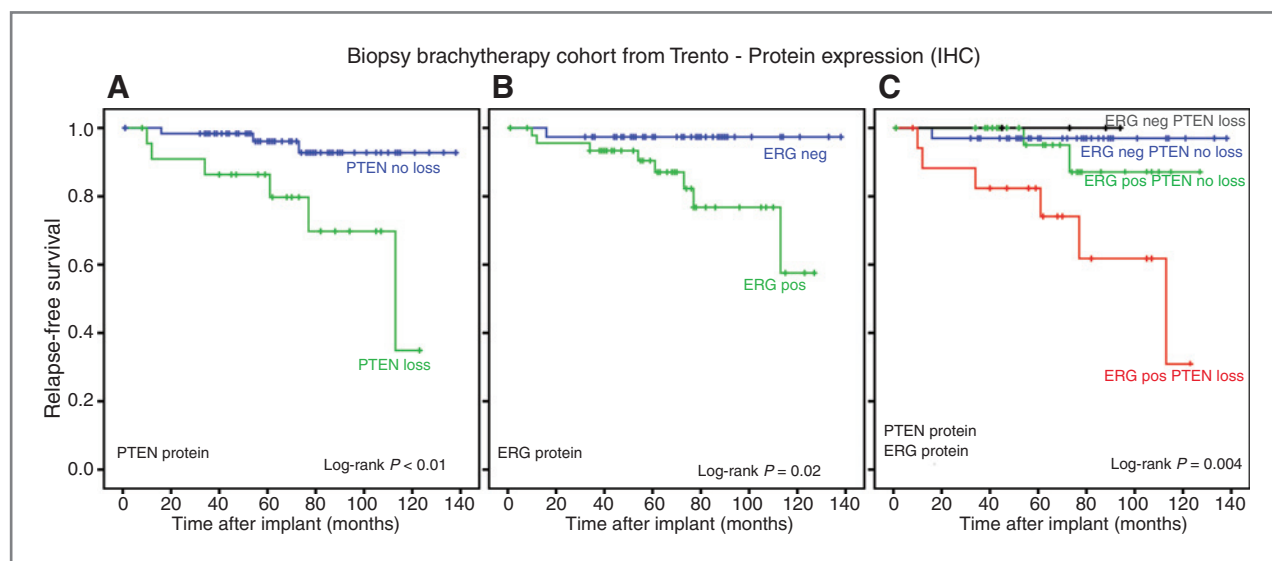 Biopsy brachytherapy cohort from Trento - Protein expression (IHC)
A
B
C
Relapse-free survival
1.0
0.8
0.6
0.4
0.2
0.0
PTEN no loss
PTEN loss
PTEN protein
Log-rank P < 0.01
0 20 40 60 80 100 120 140
Time after implant (months)
ERG neg
ERG pos
ERG protein
Log-rank P = 0.02
0 20 40 60 80 100 120 140
Time after implant (months)
ERG neg PTEN loss
ERG neg PTEN no loss
ERG pos PTEN no loss
ERG pos PTEN loss
PTEN protein
ERG protein
Log-rank P = 0.004
0 20 40 60 80 100 120 140
Time after implant (months)